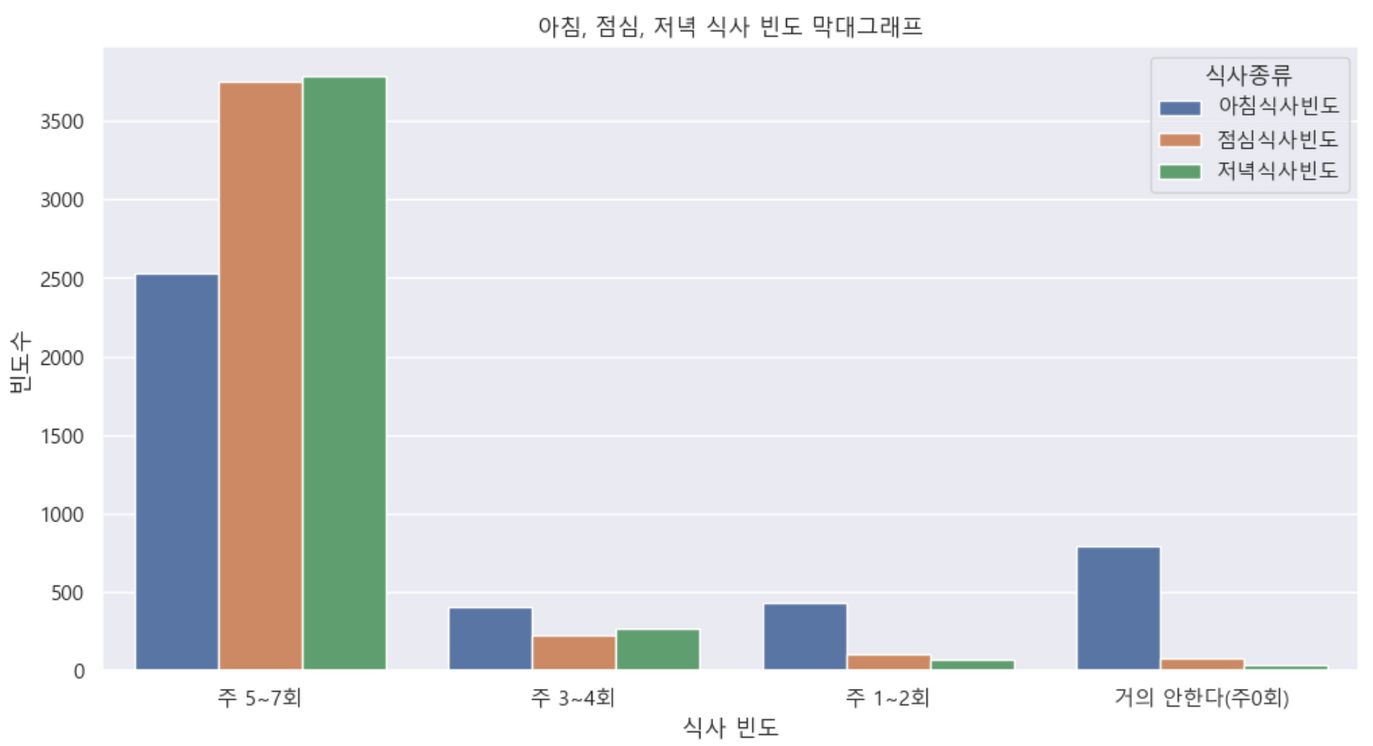 아침, 점심, 저녁 식사 빈도 막대그래프
식사종류
아침식사빈도
점심식사빈도
저녁식사빈도
빈도수
3500
3000
2500
2000
1500
1000
500
0
주 5~7회
주 3~4회
주 1~2회
거의 안한다(주0회)
식사 빈도